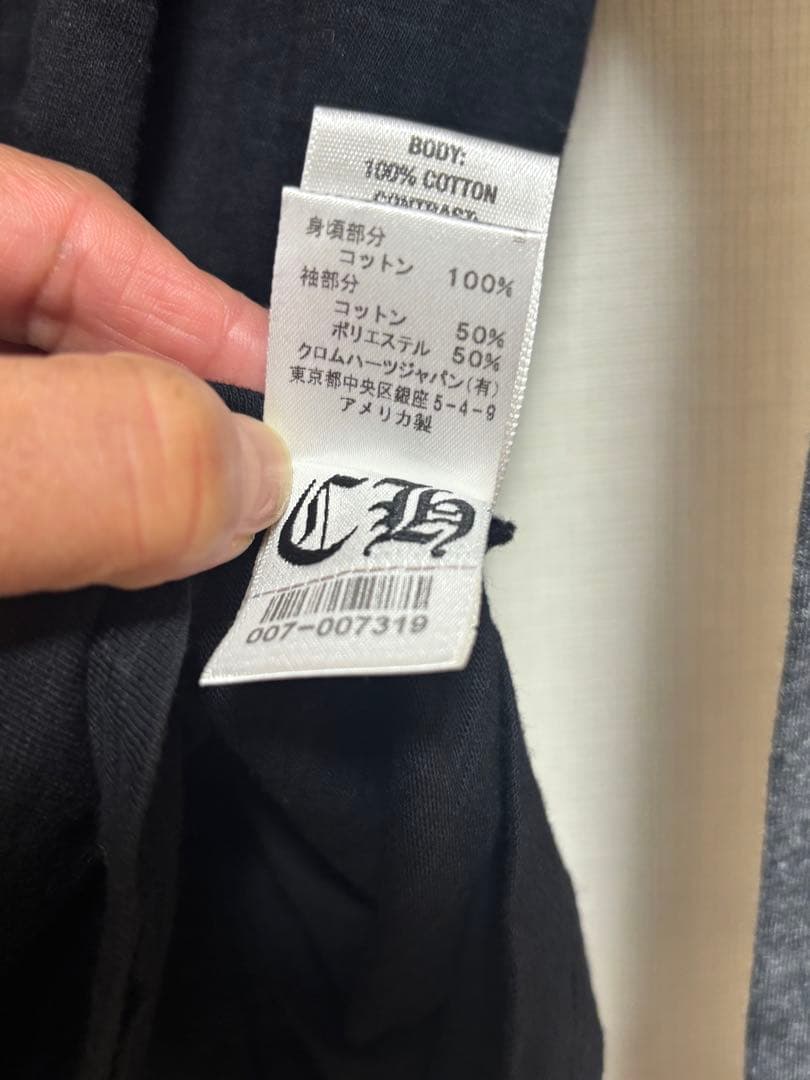 BODY:
100% COTTON
CONTRAST:
身頃部分
コットン 100%
袖部分
コットン 50%
ポリエステル 50%
クロムハーツジャパン(有)
東京都中央区銀座5-4-9
アメリカ製
CH
007-007319